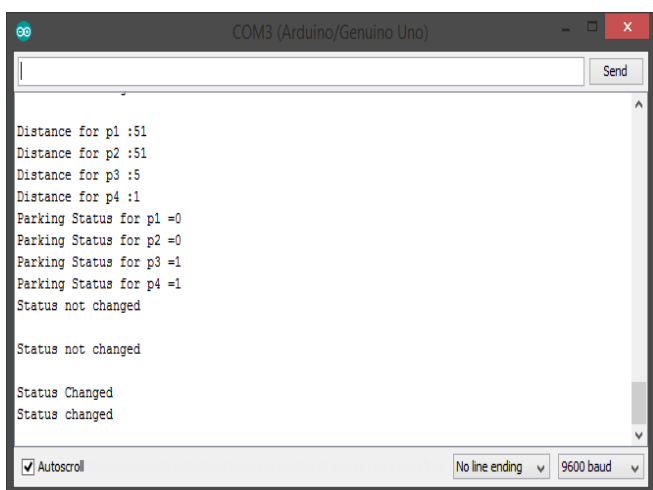 COM3 (Arduino/Genuino Uno)
Send
Distance for p1 :51
Distance for p2 :51
Distance for p3 :5
Distance for p4 :1
Parking Status for p1 =0
Parking Status for p2 =0
Parking Status for p3 =1
Parking Status for p4 =1
Status not changed
Status not changed
Status Changed
Status changed
Autoscroll
No line ending
9600 baud